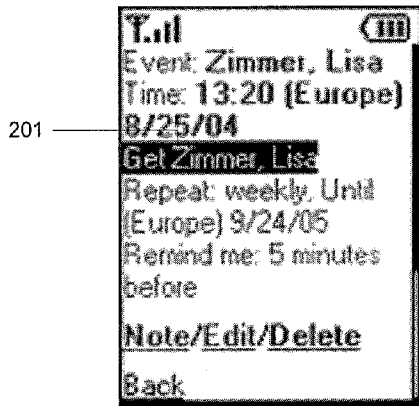 Event: Zimmer, Lisa
Time: 13:20 (Europe)
201 8/25/04
Get Zimmer, Lisa
Repeat: weekly, Until
(Europe) 9/24/05
Remind me: 5 minutes
before
Note/Edit/Delete
Back